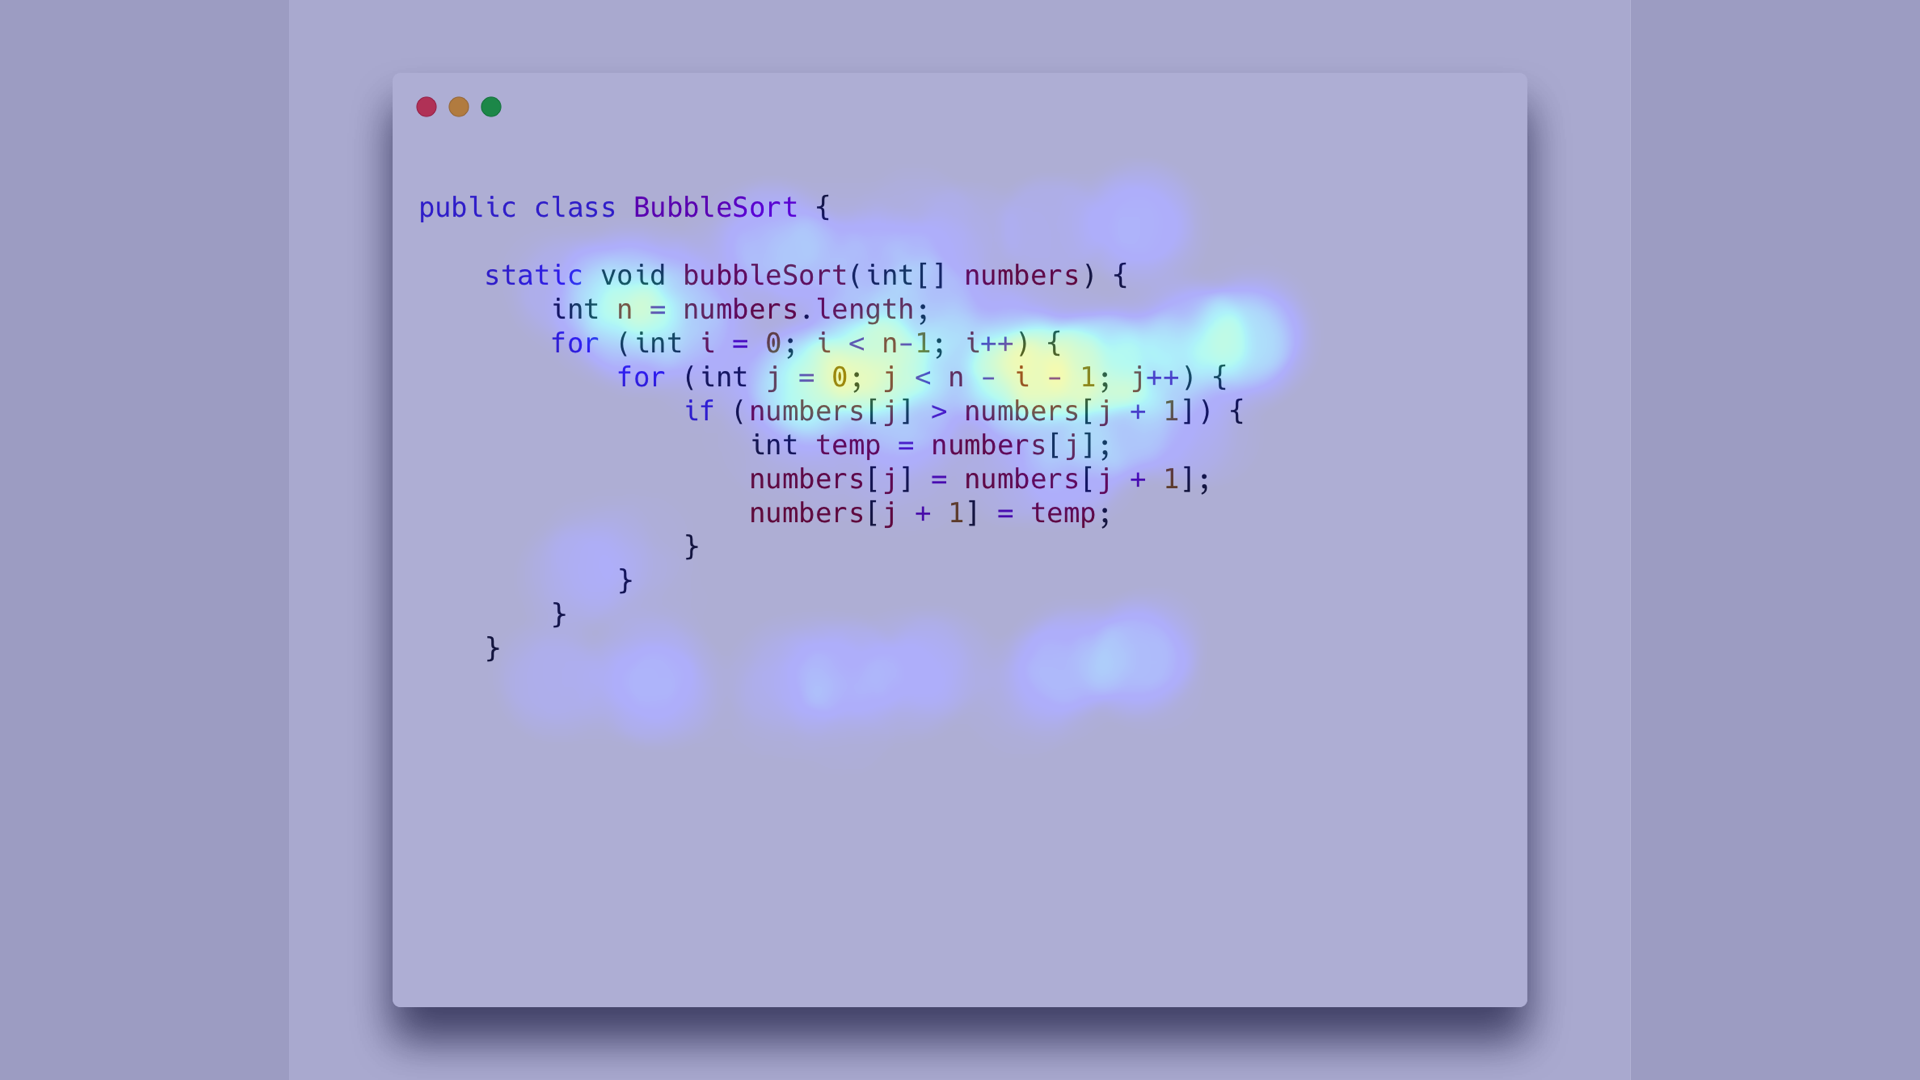 public class BubbleSort {
static void bubbleSort(int[] numbers) {
int n = numbers.length;
for (int i = 0; i < n-1; i++) {
for (int j = 0; j < n - i - 1; j++) {
if (numbers[j] > numbers[j + 1]) {
int temp = numbers[j];
numbers[j] = numbers[j + 1];
numbers[j + 1] = temp;
}
}
}
}